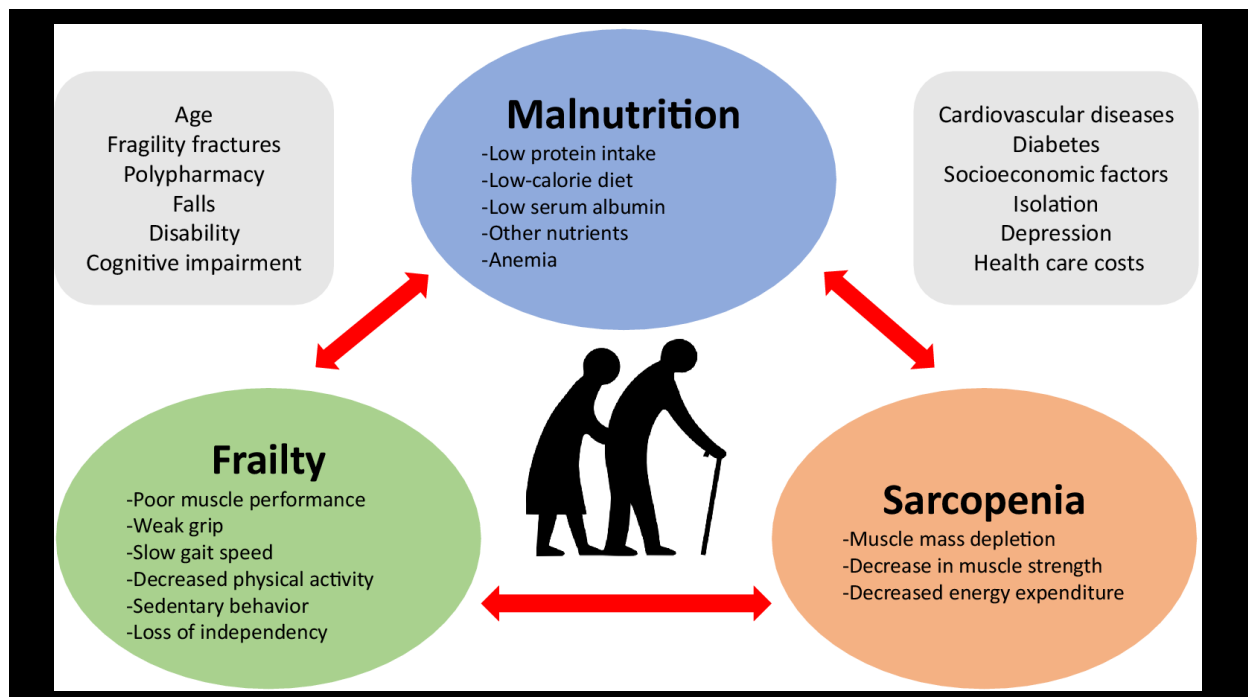 Age
Fragility fractures
Polypharmacy
Falls
Disability
Cognitive impairment
Malnutrition
-Low protein intake
-Low-calorie diet
-Low serum albumin
-Other nutrients
-Anemia
Cardiovascular diseases
Diabetes
Socioeconomic factors
Isolation
Depression
Health care costs
Frailty
-Poor muscle performance
-Weak grip
-Slow gait speed
-Decreased physical activity
-Sedentary behavior
-Loss of independency
Sarcopenia
-Muscle mass depletion
-Decrease in muscle strength
-Decreased energy expenditure